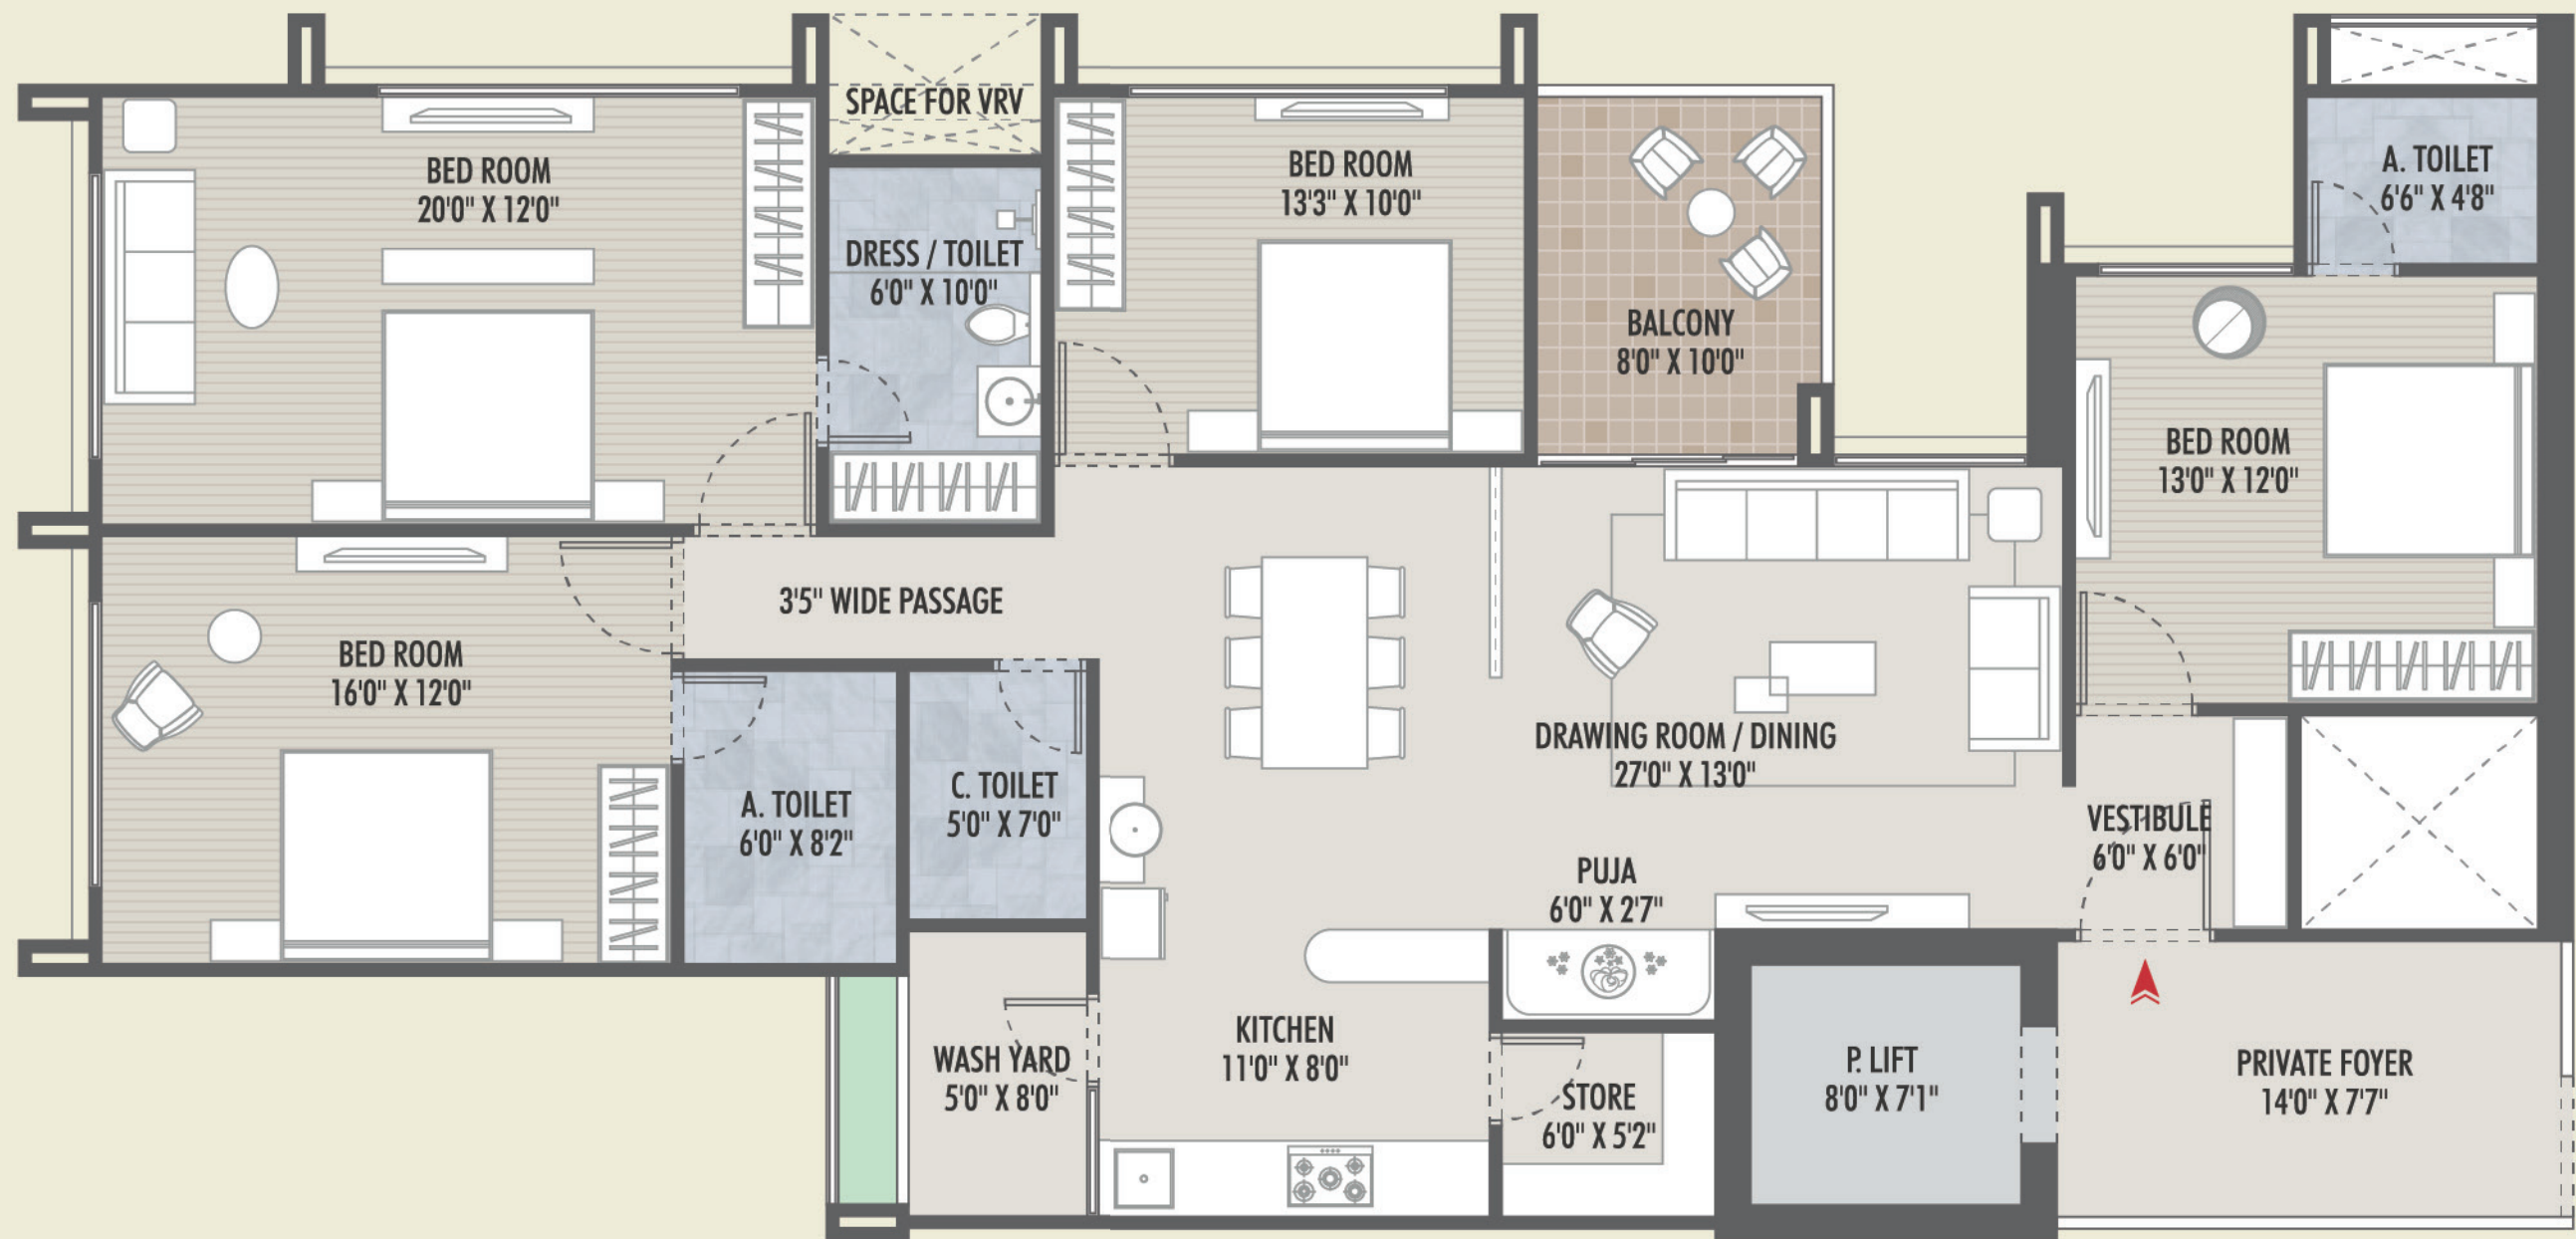 SPACE FOR VRV
BED ROOM
20'0" X 12'0"
DRESS / TOILET
6'0" X 10'0"
BED ROOM
13'3" X 10'0"
BALCONY
8'0" X 10'0"
A. TOILET
6'6" X 4'8"
BED ROOM
13'0" X 12'0"
3'5" WIDE PASSAGE
BED ROOM
16'0" X 12'0"
A. TOILET
6'0" X 8'2"
C. TOILET
5'0" X 7'0"
DRAWING ROOM / DINING
27'0" X 13'0"
VESTIBULE
6'0" X 6'0"
PUJA
6'0" X 2'7"
WASH YARD
5'0" X 8'0"
KITCHEN
11'0" X 8'0"
STORE
6'0" X 5'2"
P. LIFT
8'0" X 7'1"
PRIVATE FOYER
14'0" X 7'7"